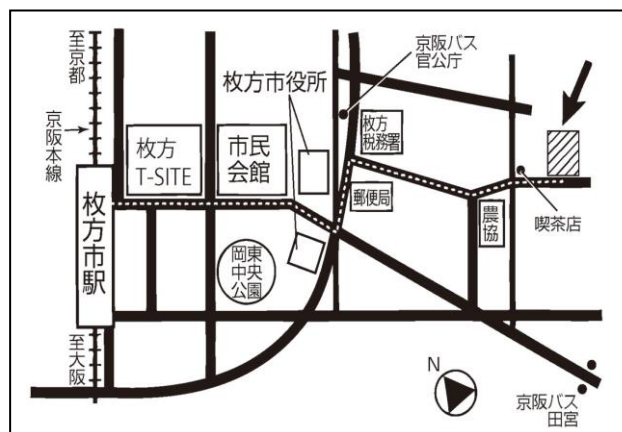 至京都
京阪本線
枚方市駅
至大阪
枚方
T-SITE
市民
会館
枚方市役所
岡東
中央
公園
京阪バス
官公庁
枚方
税務署
郵便局
農協
喫茶店
N
京阪バス
田宮